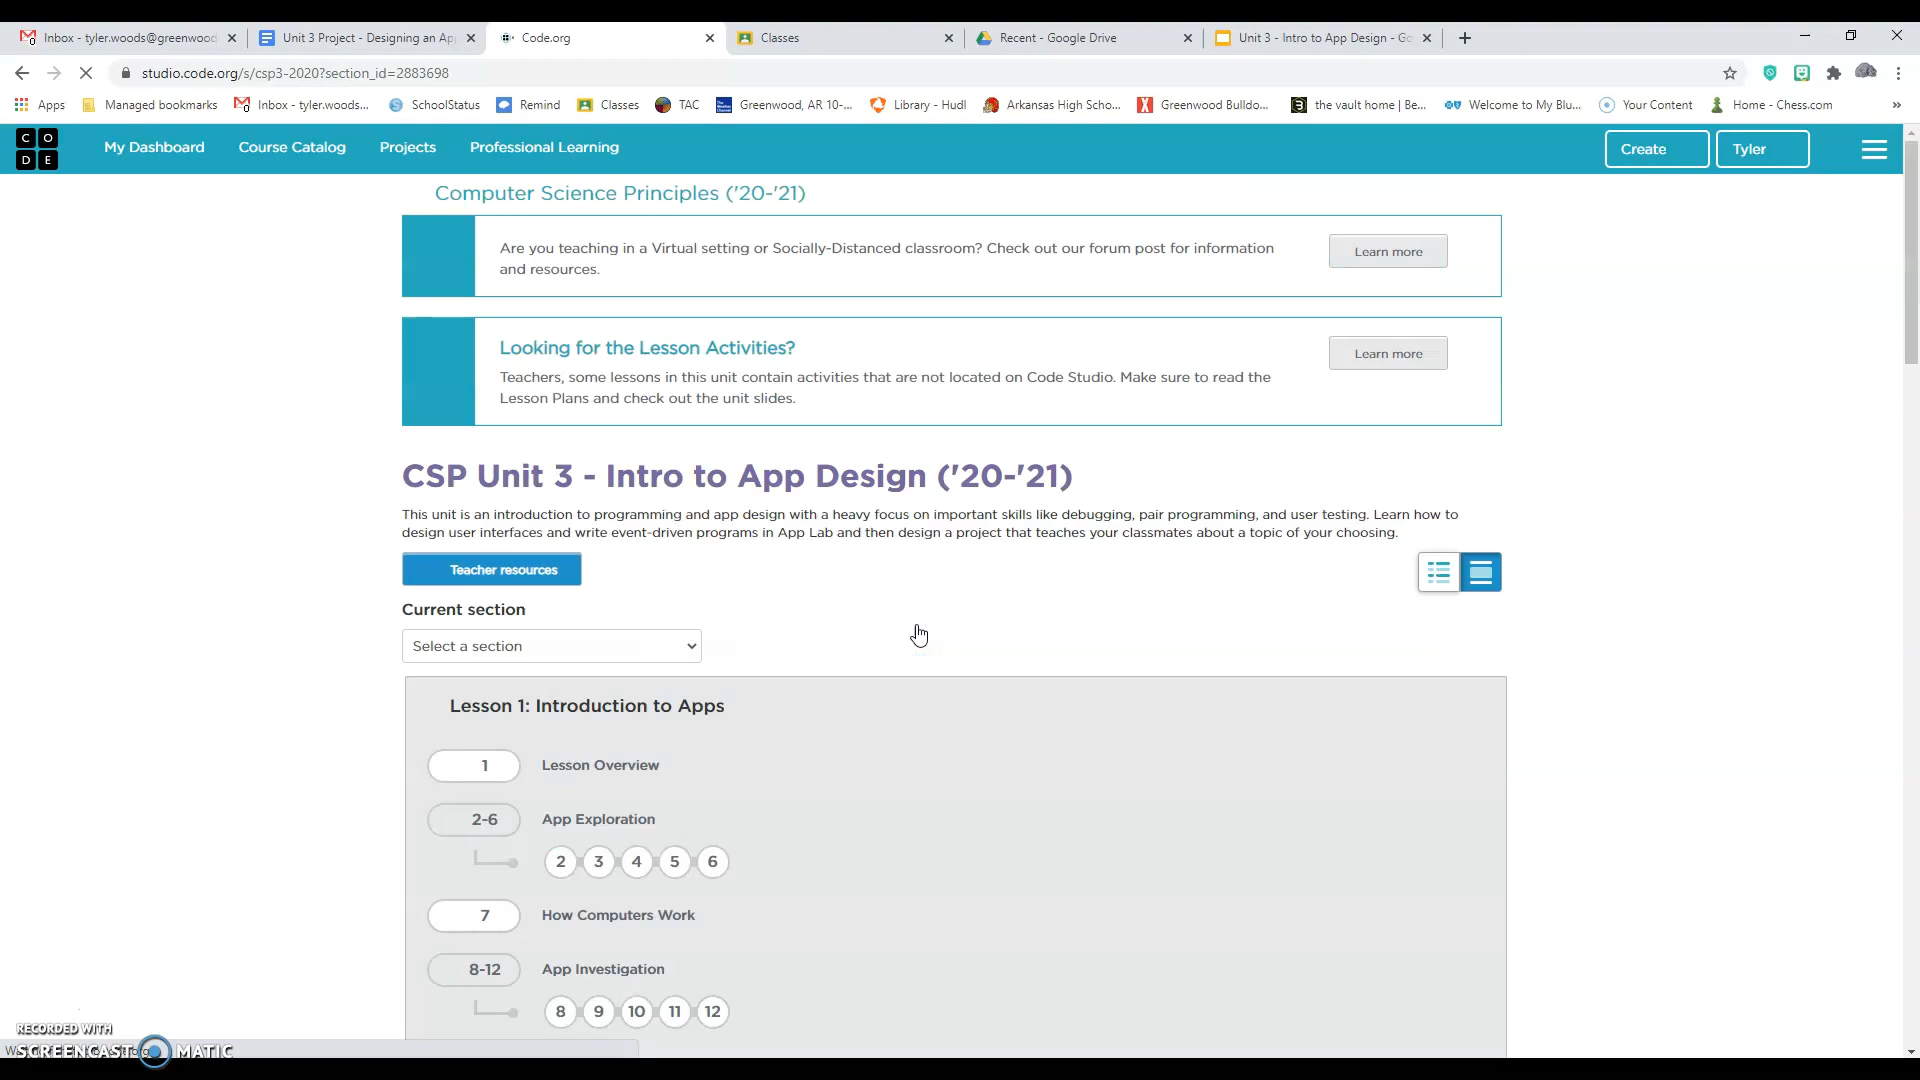 Inbox - tyler.woods@greenwood
Unit 3 Project - Designing an App
Code.org
Classes
Recent - Google Drive
Unit 3 - Intro to App Design - Go
studio.code.org/s/csp3-2020?section_id=2883698
Apps
Managed bookmarks
Inbox - tyler.woods...
SchoolStatus
Remind
Classes
TAC
Greenwood, AR 10-...
Library - Hudl
Arkansas High Scho...
Greenwood Bulldo...
the vault home | Be...
Welcome to My Blu...
Your Content
Home - Chess.com
»
C O
D E
My Dashboard
Course Catalog
Projects
Professional Learning
Create
Tyler
Computer Science Principles ('20-'21)
Are you teaching in a Virtual setting or Socially-Distanced classroom? Check out our forum post for information
and resources.
Learn more
Looking for the Lesson Activities?
Teachers, some lessons in this unit contain activities that are not located on Code Studio. Make sure to read the
Lesson Plans and check out the unit slides.
Learn more
CSP Unit 3 - Intro to App Design ('20-'21)
This unit is an introduction to programming and app design with a heavy focus on important skills like debugging, pair programming, and user testing. Learn how to
design user interfaces and write event-driven programs in App Lab and then design a project that teaches your classmates about a topic of your choosing.
Teacher resources
Current section
Select a section
Lesson 1: Introduction to Apps
1 Lesson Overview
2-6 App Exploration
2 3 4 5 6
7 How Computers Work
8-12 App Investigation
8 9 10 11 12
RECORDED WITH
SCREENCAST MATIC